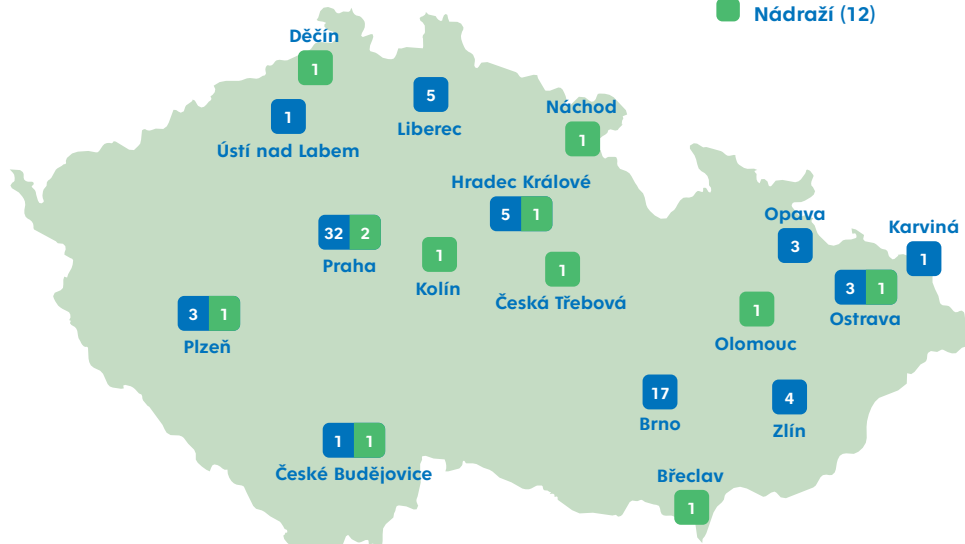 Nádraží (12)
Děčín
1
5
Liberec
1
Ústí nad Labem
Náchod
1
Hradec Králové
5 1
32 2
Praha
1
Kolín
1
Česká Třebová
Opava
3
Karviná
1
3 1
Ostrava
1
Olomouc
3 1
Plzeň
17
Brno
4
Zlín
1 1
České Budějovice
Břeclav
1